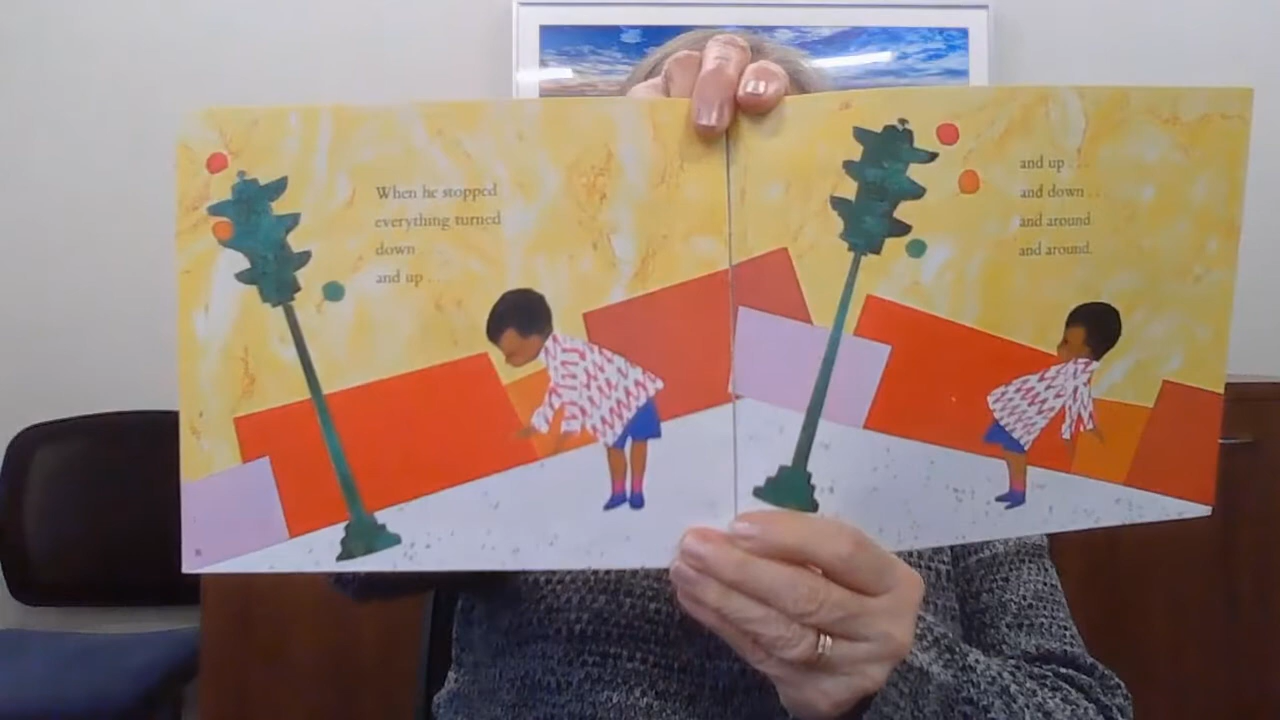 When he stopped
everything turned
down
and up . . .
and up . . .
and down . .
and around
and around.